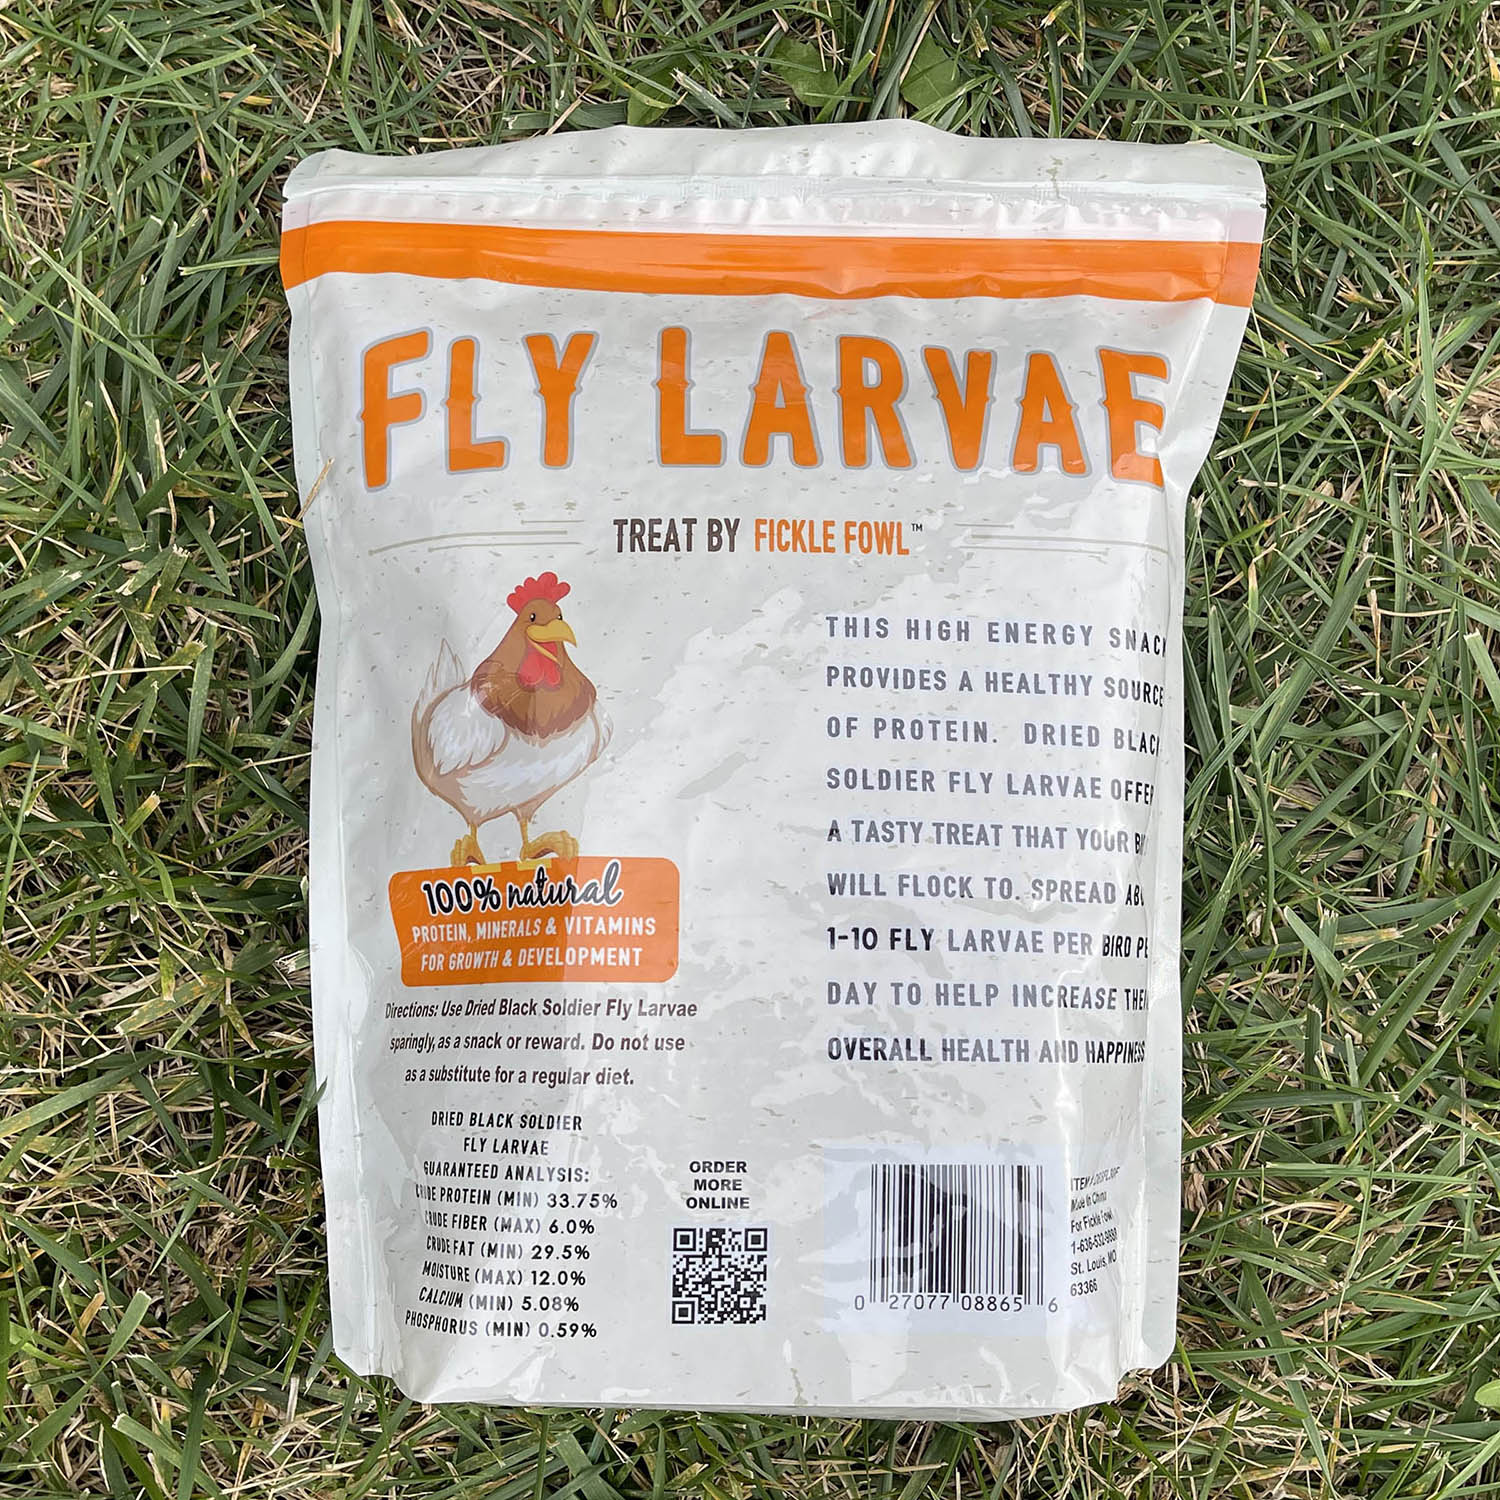 FLY LARVAE
TREAT BY FICKLE FOWL™
THIS HIGH ENERGY SNACK
PROVIDES A HEALTHY SOURCE
OF PROTEIN. DRIED BLACK
SOLDIER FLY LARVAE OFFER
A TASTY TREAT THAT YOUR
WILL FLOCK TO. SPREAD
1-10 FLY LARVAE PER BIRD
DAY TO HELP INCREASE
OVERALL HEALTH AND HAPPINESS
100% natural
PROTEIN, MINERALS & VITAMINS
FOR GROWTH & DEVELOPMENT
Directions: Use Dried Black Soldier Fly Larvae
sparingly, as a snack or reward. Do not use
as a substitute for a regular diet.
DRIED BLACK SOLDIER
FLY LARVAE
GUARANTEED ANALYSIS:
CRUDE PROTEIN (MIN) 33.75%
CRUDE FIBER (MAX) 6.0%
CRUDE FAT (MIN) 29.5%
MOISTURE (MAX) 12.0%
CALCIUM (MIN) 5.08%
PHOSPHORUS (MIN) 0.59%
ORDER
MORE
ONLINE
0 27077 08865 6
ITEM #
Made In China
For Fickle Fowl
1-636-532-9888
St. Louis, MO
63366